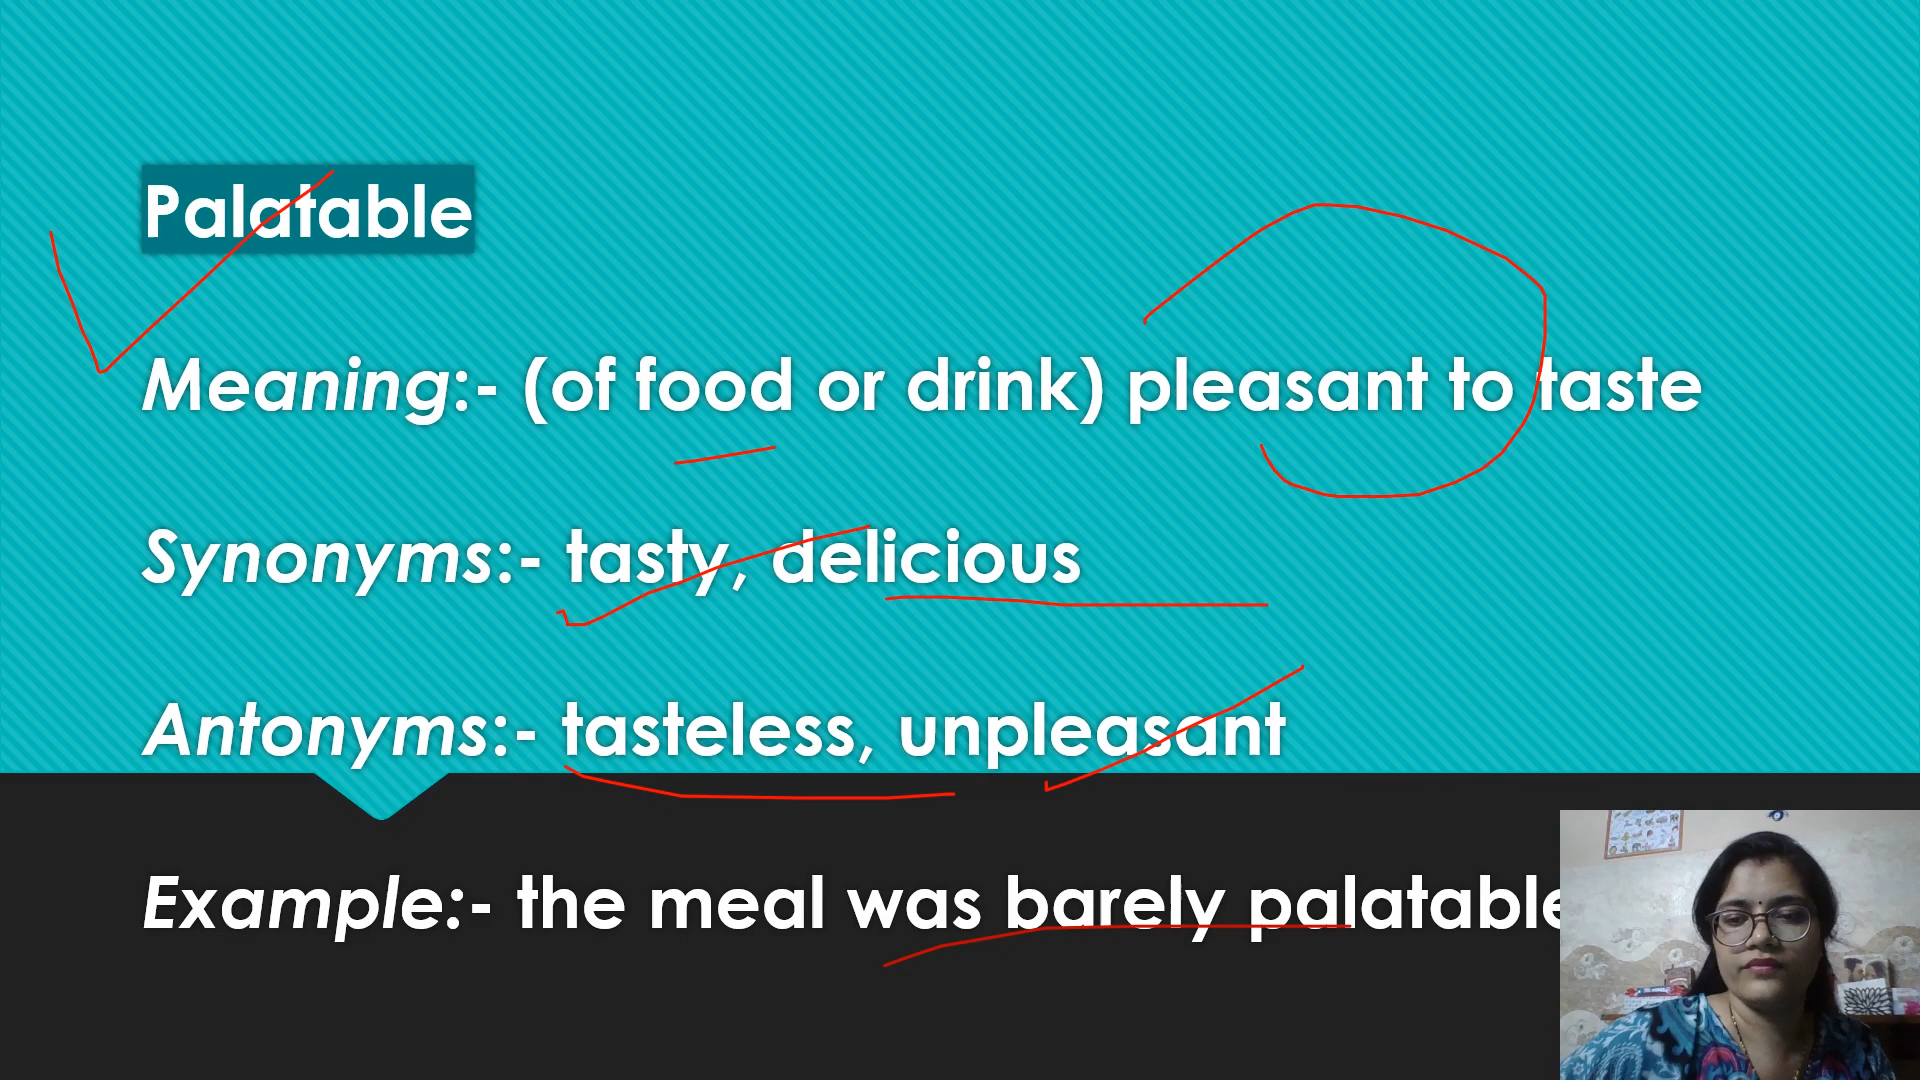 Palatable
Meaning:- (of food or drink) pleasant to taste
Synonyms:- tasty, delicious
Antonyms:- tasteless, unpleasant
Example:- the meal was barely palatable